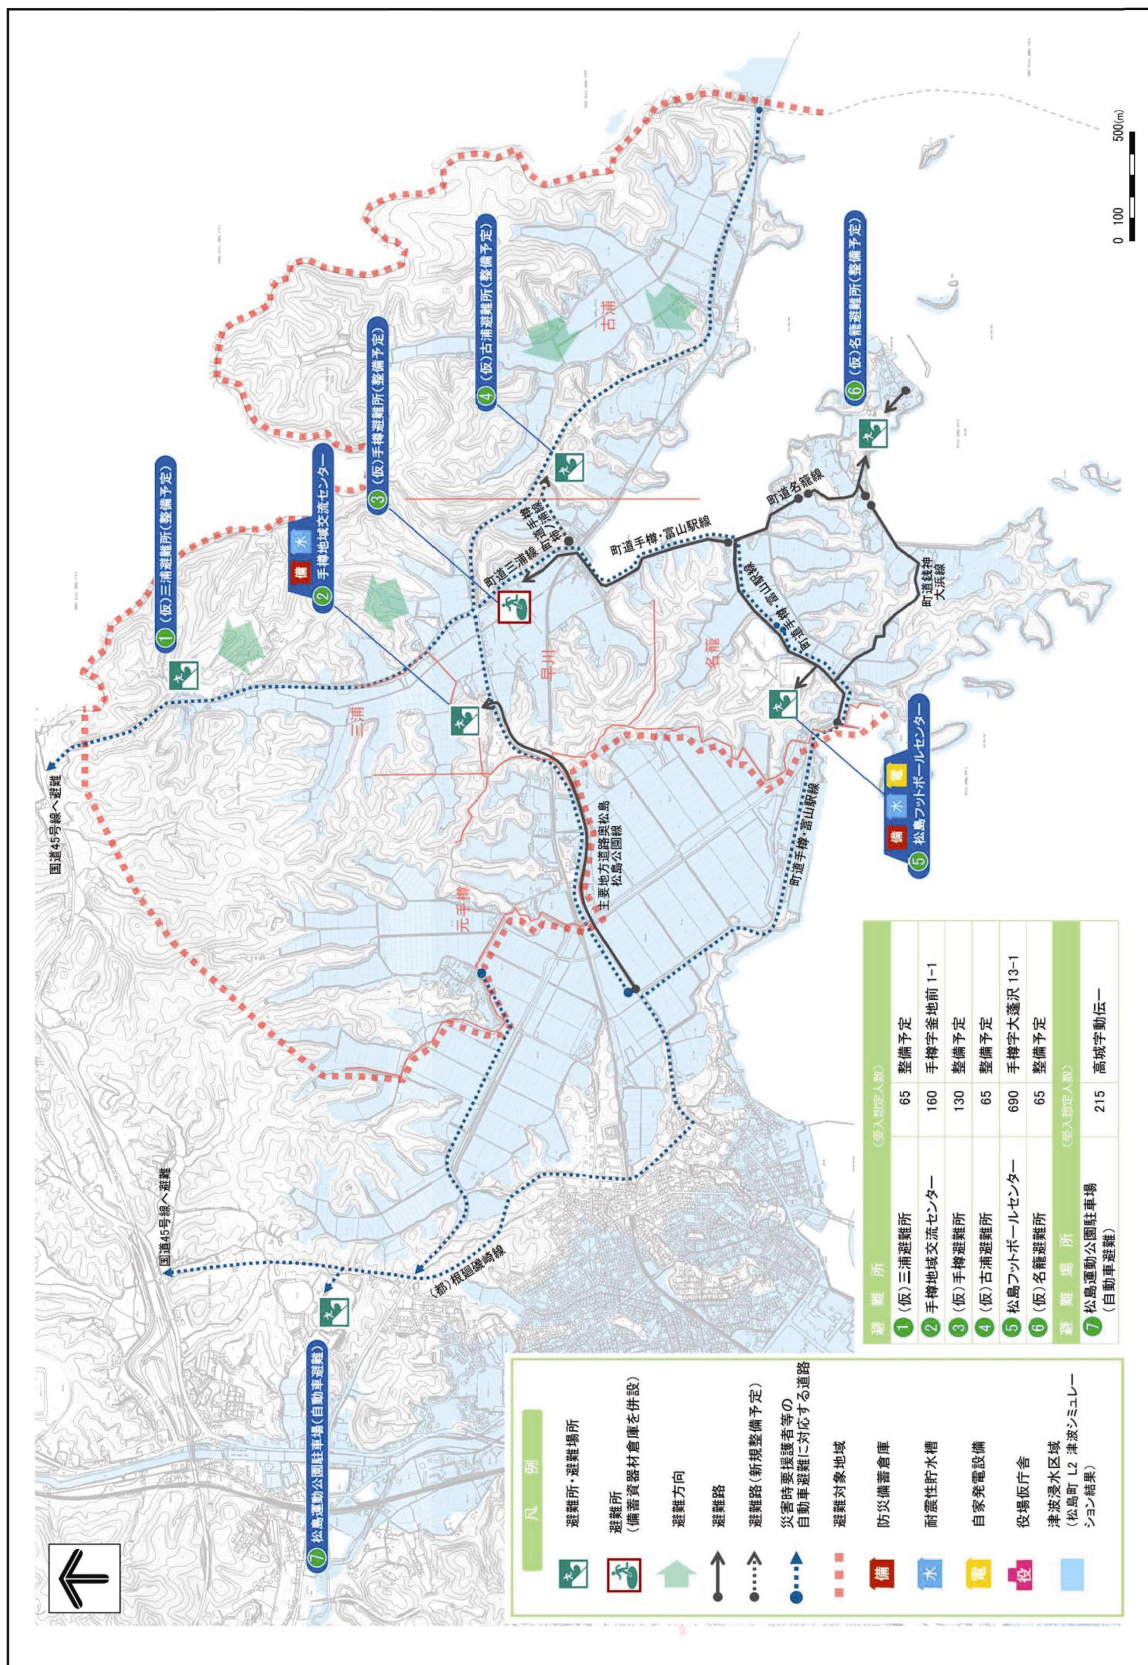 国道45号線へ避難
国道45号線へ避難
① (仮)三浦避難所(整備予定)
備 水
② 手樽地域交流センター
③ (仮)手樽避難所(整備予定)
④ (仮)古浦避難所(整備予定)
⑥ (仮)名籠避難所(整備予定)
備 水 電
⑤ 松島フットボールセンター
⑦ 松島運動公園駐車場(自動車避難)
三浦
元手樽
早川
名籠
古浦
町道三浦線
町道手樽・富山駅線
町道名籠線
町道手樽・富山駅線
町道銭神
大浜線
主要地方道路奥松島
松島公園線
町道手樽・富山駅線
(都)根廻磯崎線
0 100 500(m)
凡例
避難所・避難場所
避難所
(備蓄資器材倉庫を併設)
避難方向
避難路
避難路(新規整備予定)
災害時要援護者等の
自動車避難に対応する道路
避難対象地域
備 防災備蓄倉庫
水 耐震性貯水槽
電 自家発電設備
役 役場仮庁舎
津波浸水区域
(松島町 L2 津波シミュレー
ション結果)
避難所 (受入想定人数)
① (仮)三浦避難所 65 整備予定
② 手樽地域交流センター 160 手樽字釜地前 1-1
③ (仮)手樽避難所 130 整備予定
④ (仮)古浦避難所 65 整備予定
⑤ 松島フットボールセンター 690 手樽字大蓬沢 13-1
⑥ (仮)名籠避難所 65 整備予定
避難場所 (受入想定人数)
⑦ 松島運動公園駐車場 215 高城字動伝一
(自動車避難)